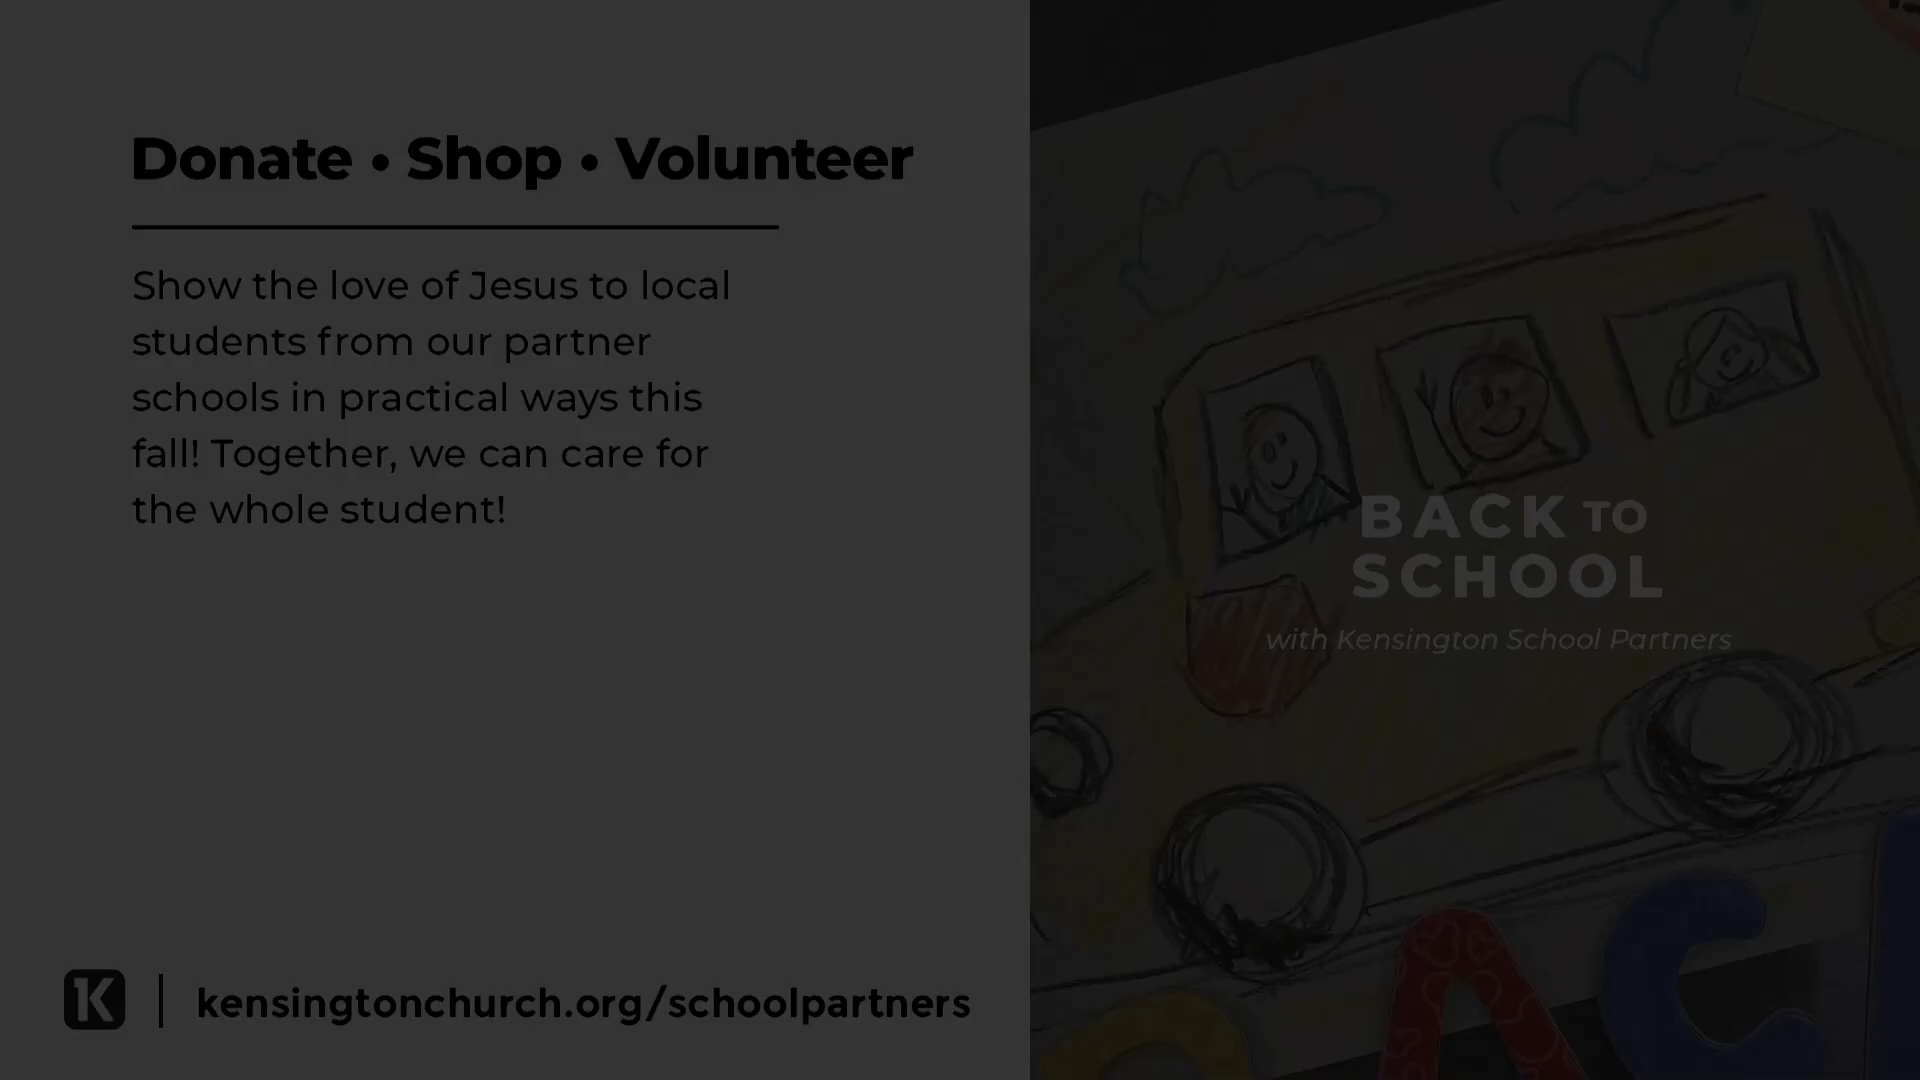 Donate • Shop • Volunteer
Show the love of Jesus to local
students from our partner
schools in practical ways this
fall! Together, we can care for
the whole student!
BACK TO
SCHOOL
with Kensington School Partners
K | kensingtonchurch.org/schoolpartners
AC